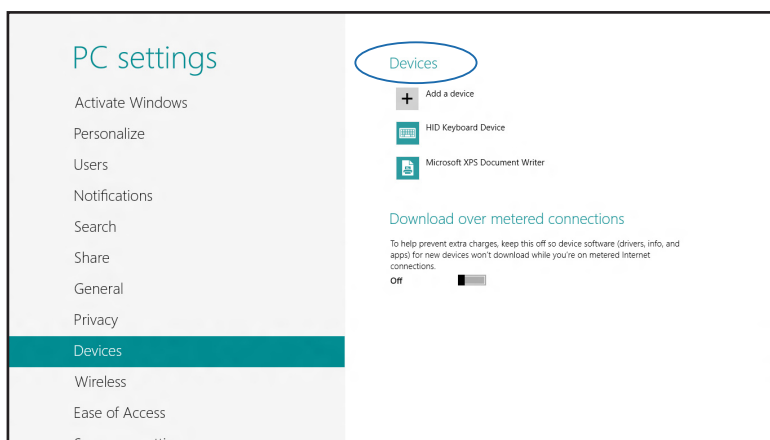 PC settings
Activate Windows
Personalize
Users
Notifications
Search
Share
General
Privacy
Devices
Wireless
Ease of Access
Devices
Add a device
HID Keyboard Device
Microsoft XPS Document Writer
Download over metered connections
To help prevent extra charges, keep this off so device software (drivers, info, and
apps) for new devices won't download while you're on metered Internet
connections.
Off